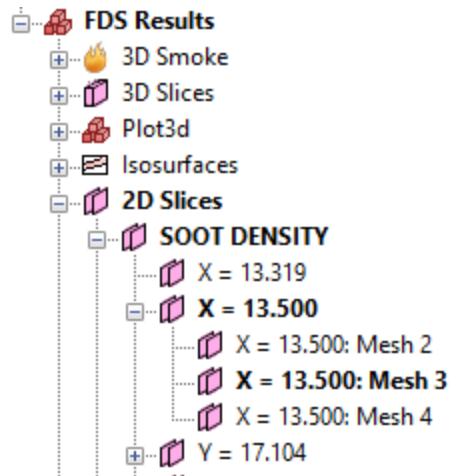 FDS Results
3D Smoke
3D Slices
Plot3d
Isosurfaces
2D Slices
SOOT DENSITY
X = 13.319
X = 13.500
X = 13.500: Mesh 2
X = 13.500: Mesh 3
X = 13.500: Mesh 4
Y = 17.104